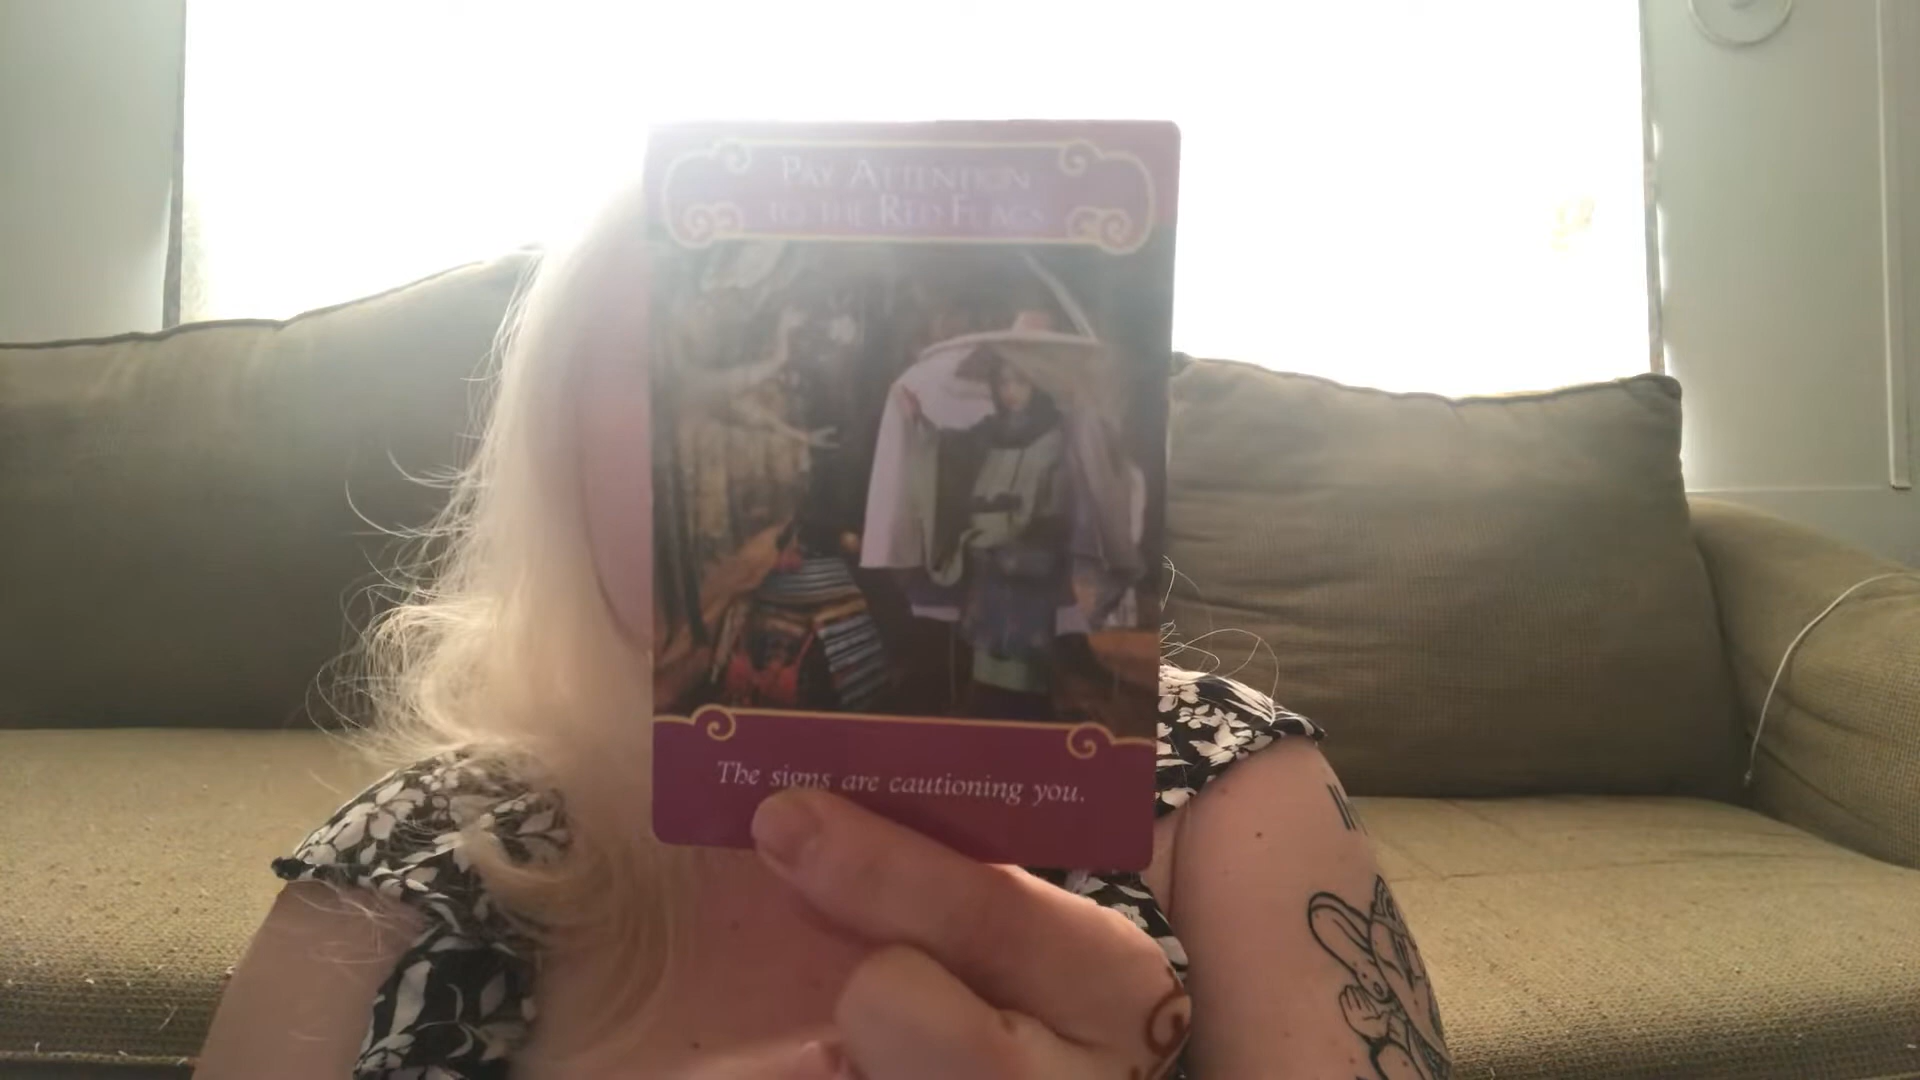 Pay Attention
to the Red Flags
The signs are cautioning you.